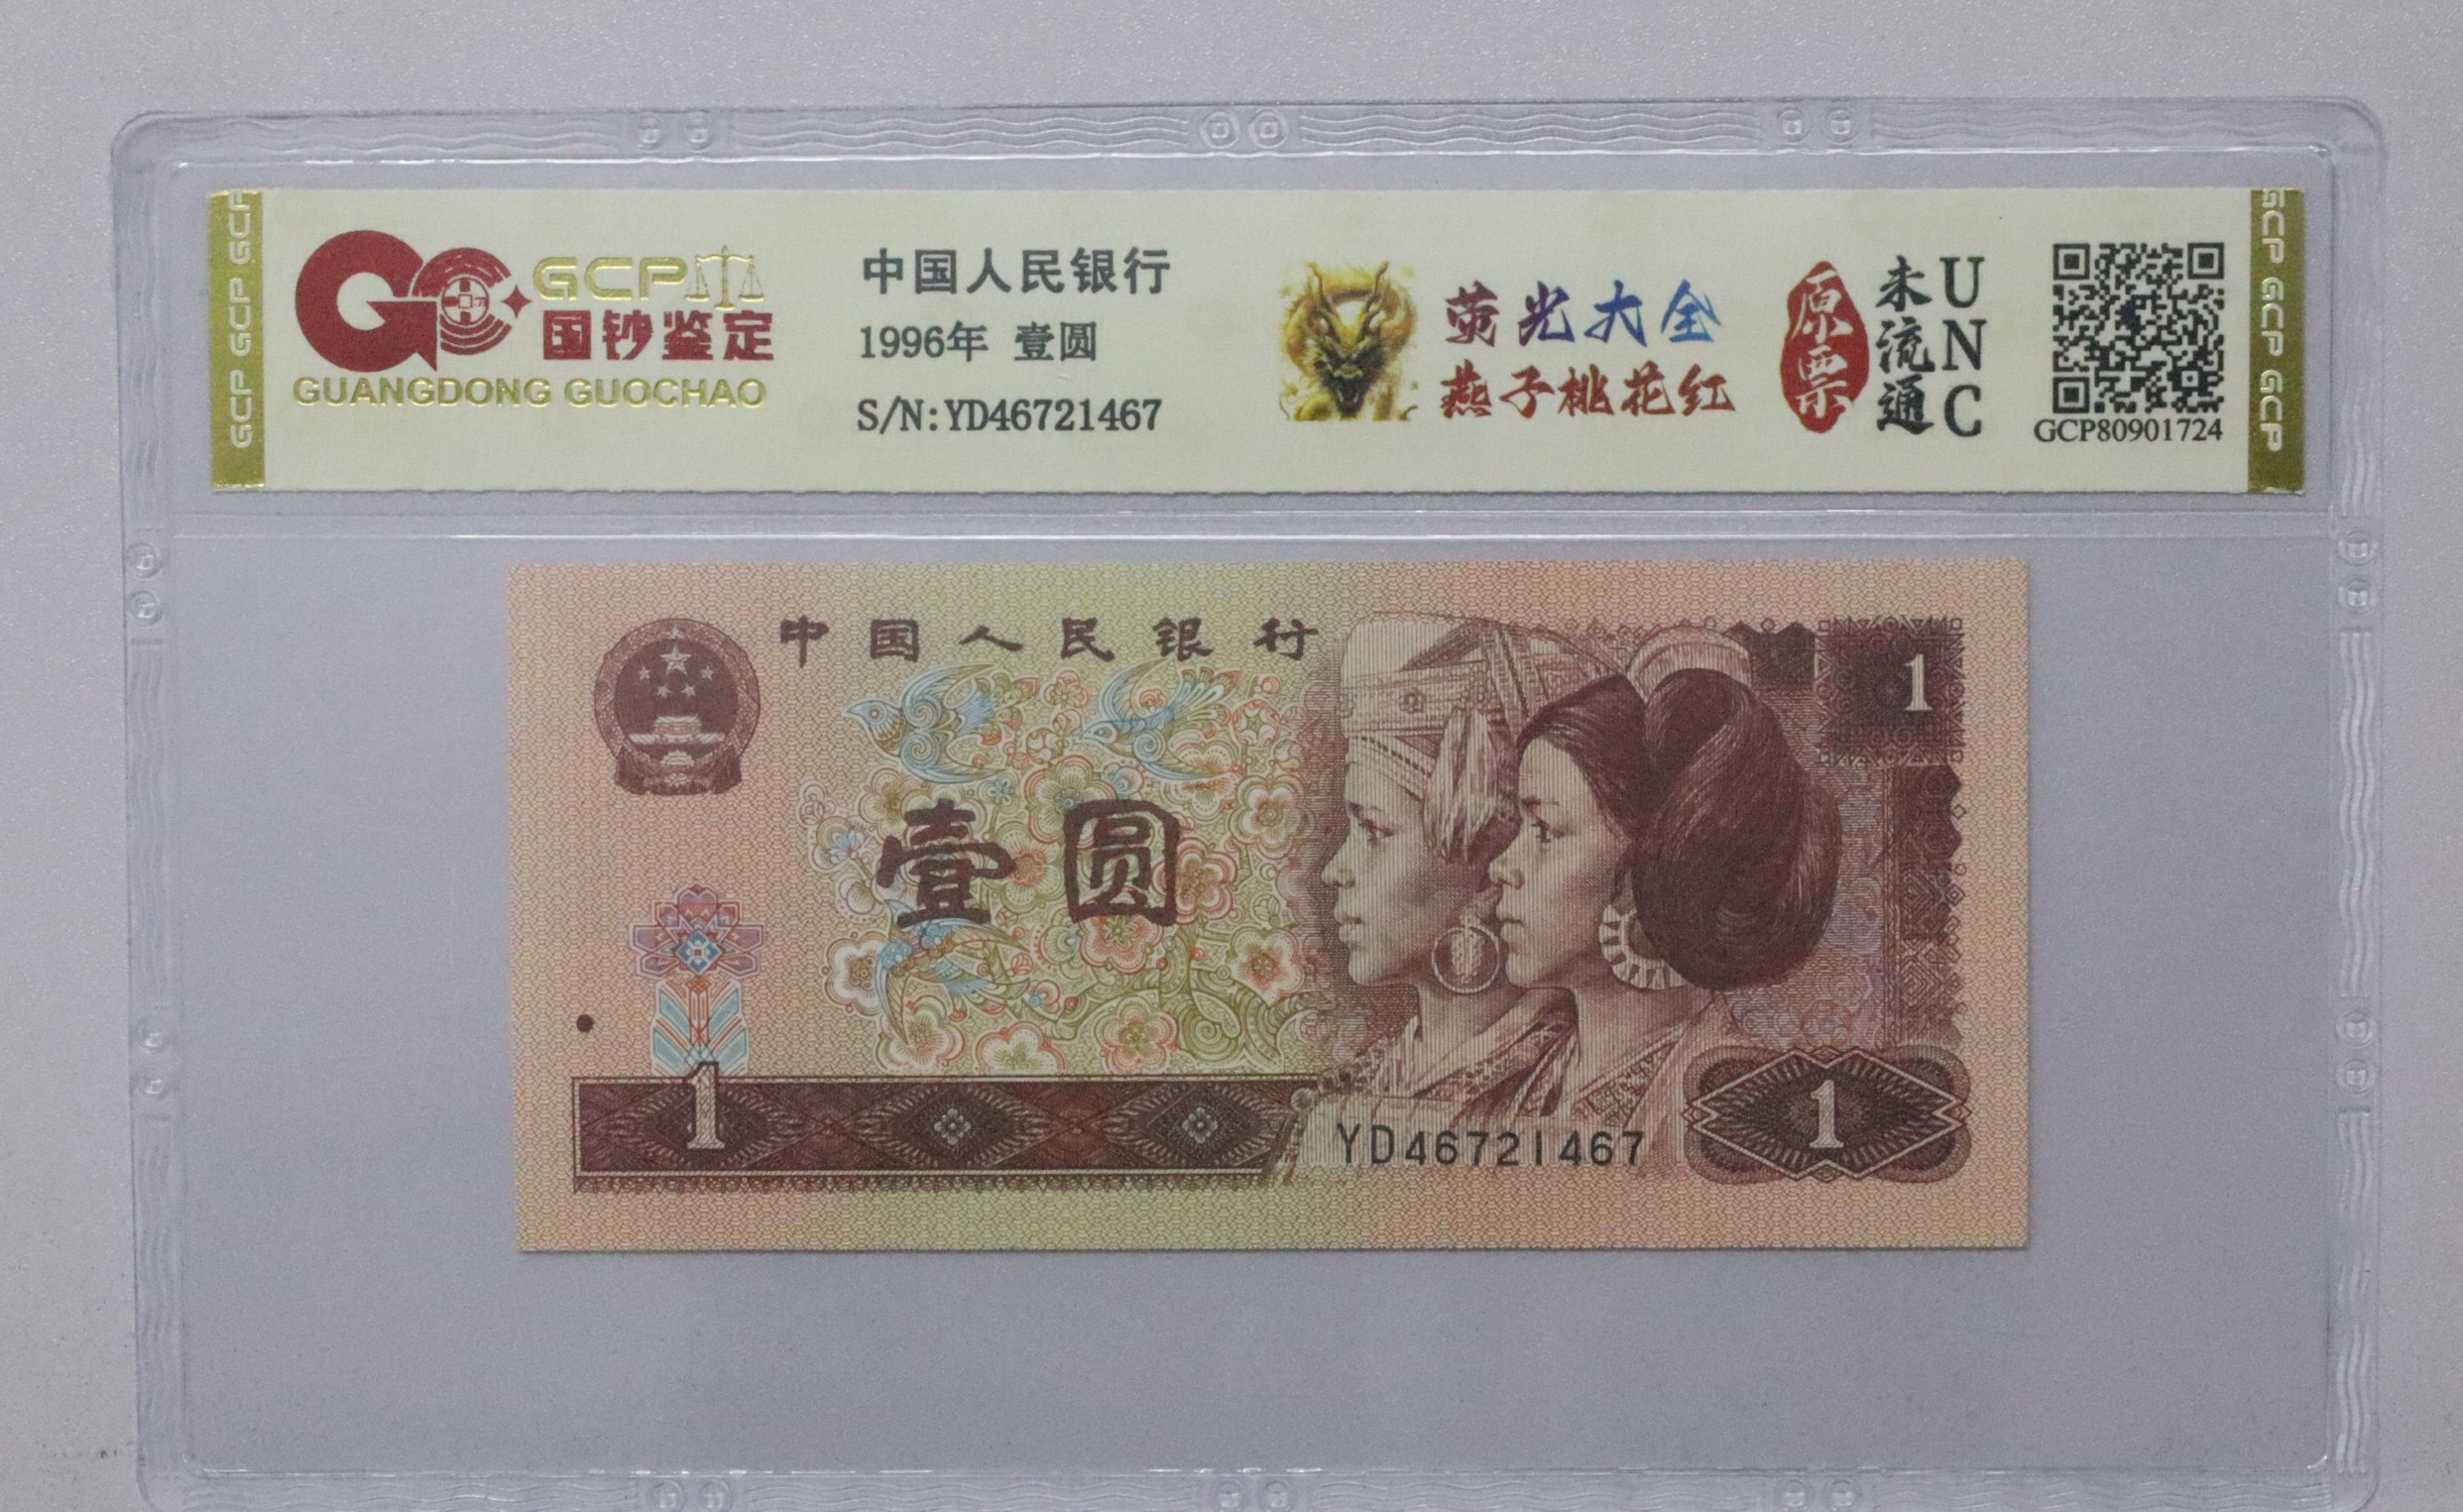 GCP GCP GCP
GCP
国钞鉴定
GUANGDONG GUOCHAO
中国人民银行
1996年 壹圆
S/N:YD46721467
荧光大全
燕子桃花红
原票
未流通
UNC
GCP80901724
GCP GCP GCP
中国人民银行
1
壹圆
1
YD46721467
1